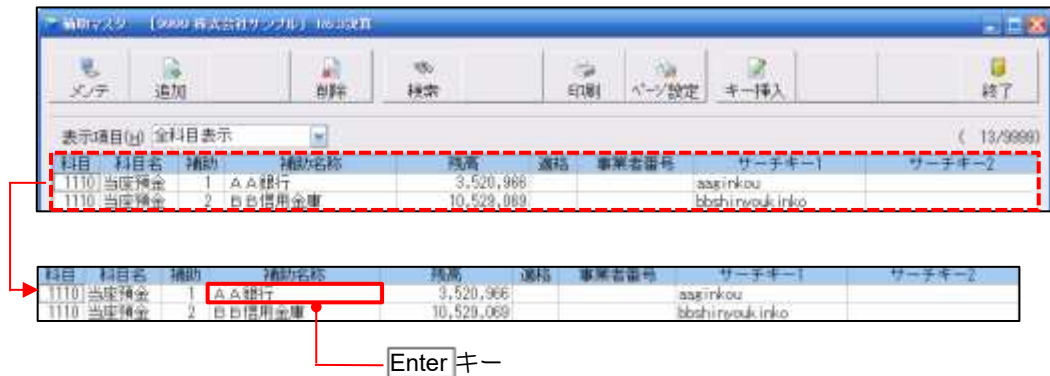 補助マスター [9999 株式会社サンプル] R6.3決算
メンテ 追加 削除 検索 印刷 ページ設定 キー挿入 終了
表示項目(H) 全科目表示 ( 13/9999)
科目 科目名 補助 補助名称 残高 適格 事業者番号 サーチキー1 サーチキー2
1110 当座預金 1 AA銀行 3,520,966 aaginkou
1110 当座預金 2 BB信用金庫 10,529,069 bbshinyoukinko
科目 科目名 補助 補助名称 残高 適格 事業者番号 サーチキー1 サーチキー2
1110 当座預金 1 AA銀行 3,520,966 aaginkou
1110 当座預金 2 BB信用金庫 10,529,069 bbshinyoukinko
Enterキー